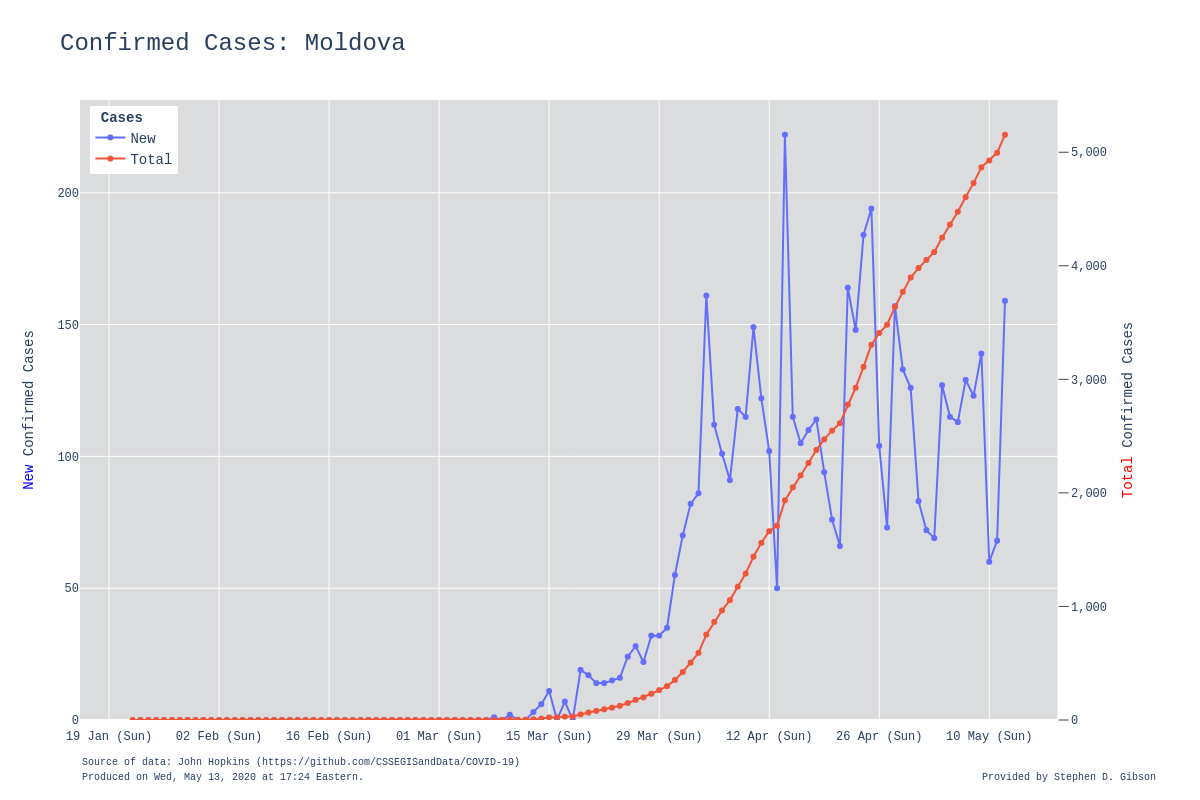 Confirmed Cases: Moldova
Cases
New
Total
200
150
100
50
0
5,000
4,000
3,000
2,000
1,000
0
New Confirmed Cases
Total Confirmed Cases
19 Jan (Sun) 02 Feb (Sun) 16 Feb (Sun) 01 Mar (Sun) 15 Mar (Sun) 29 Mar (Sun) 12 Apr (Sun) 26 Apr (Sun) 10 May (Sun)
Source of data: John Hopkins (https://github.com/CSSEGISandData/COVID-19)
Produced on Wed, May 13, 2020 at 17:24 Eastern.
Provided by Stephen D. Gibson